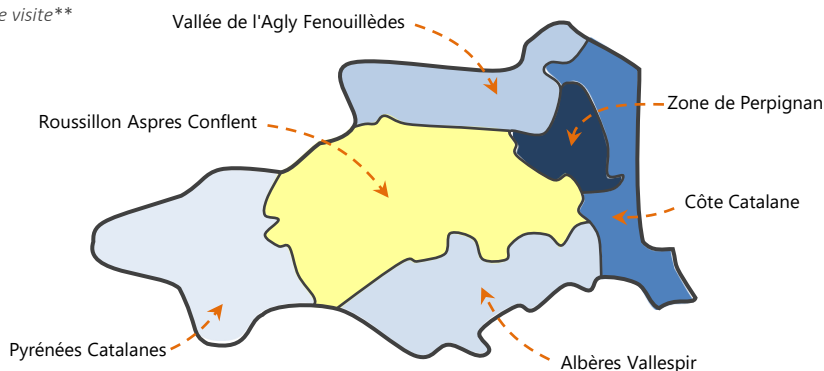 e visite**
Vallée de l'Agly Fenouillèdes
Zone de Perpignan
Roussillon Aspres Conflent
Côte Catalane
Pyrénées Catalanes
Albères Vallespir